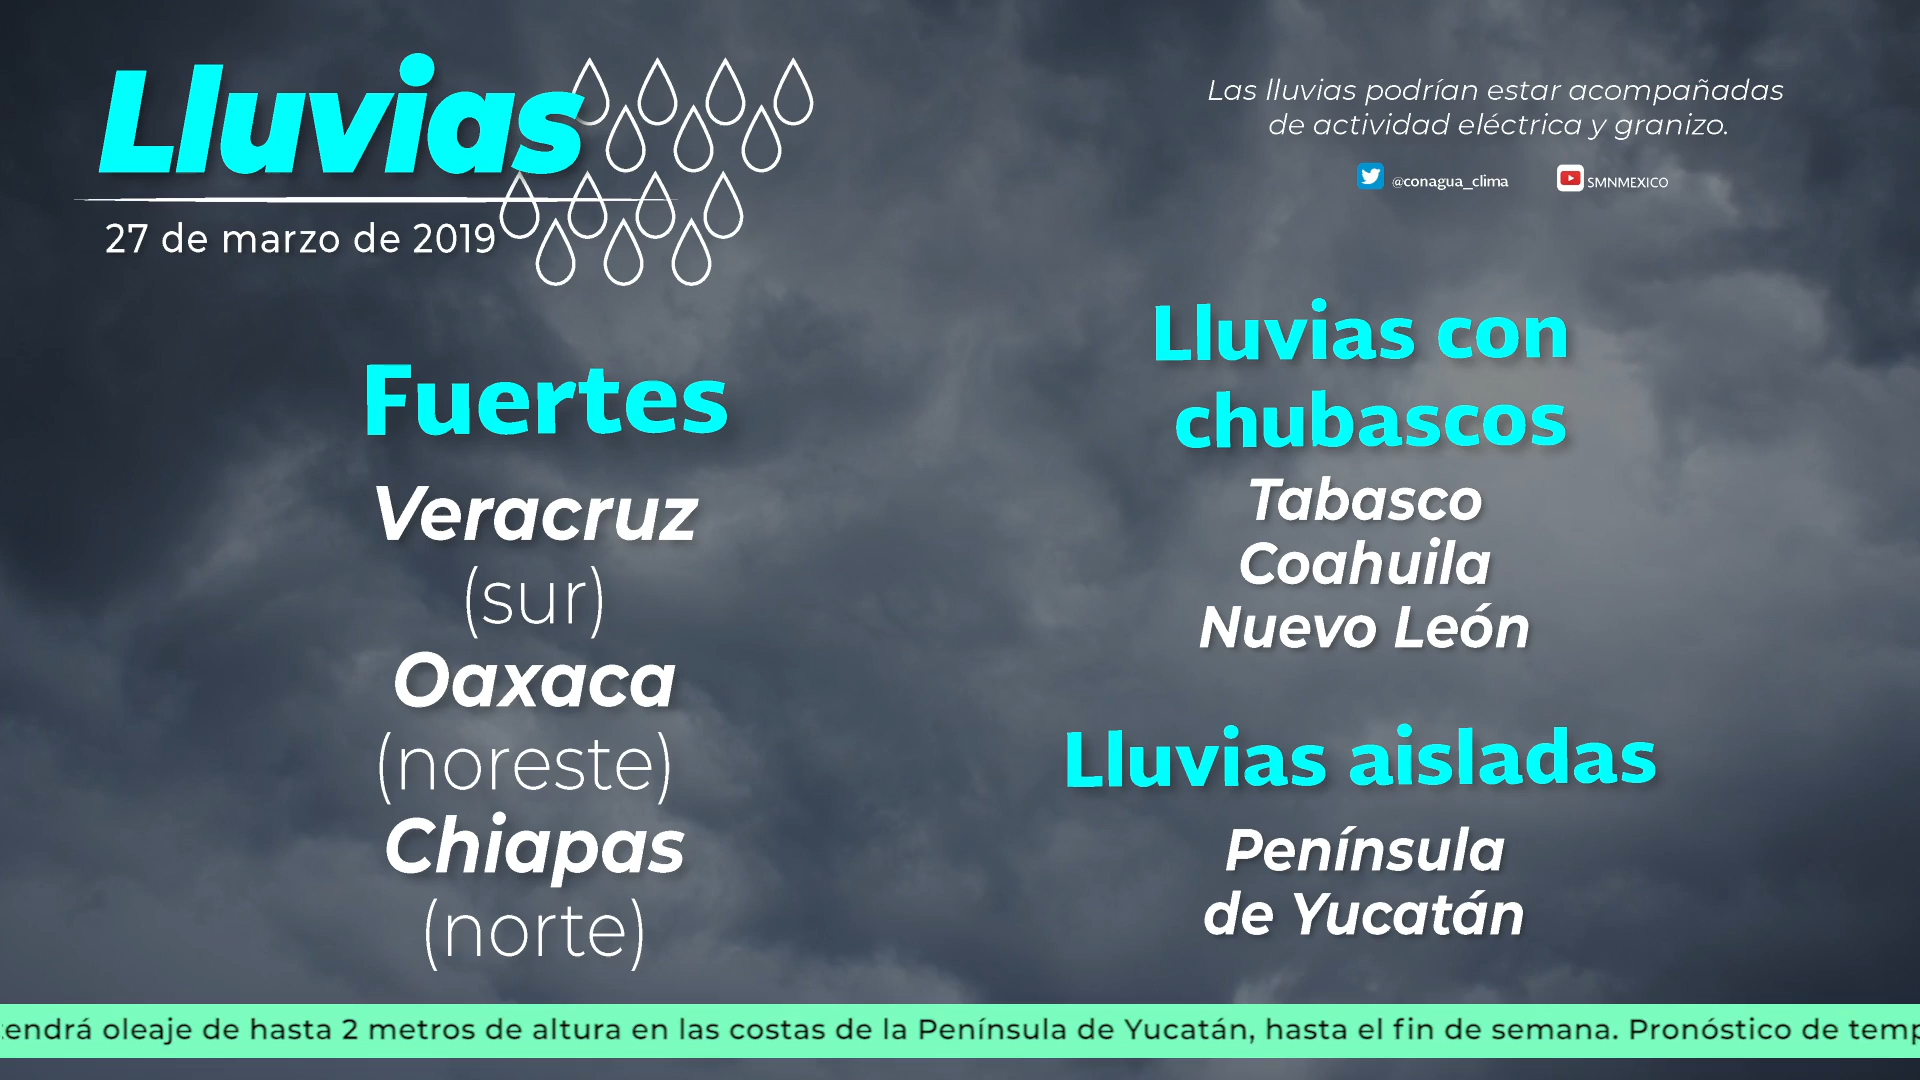 Lluvias
27 de marzo de 2019
Las lluvias podrían estar acompañadas
de actividad eléctrica y granizo.
@conagua_clima
SMNMEXICO
Fuertes
Veracruz
(sur)
Oaxaca
(noreste)
Chiapas
(norte)
Lluvias con
chubascos
Tabasco
Coahuila
Nuevo León
Lluvias aisladas
Península
de Yucatán
endrá oleaje de hasta 2 metros de altura en las costas de la Península de Yucatán, hasta el fin de semana. Pronóstico de temp